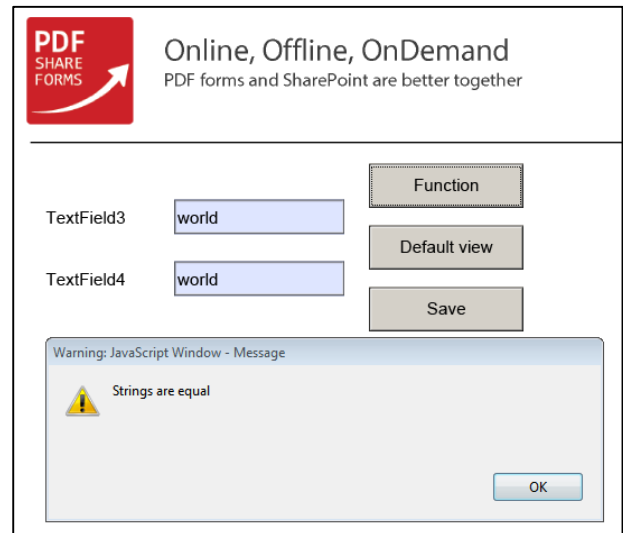 PDF
SHARE
FORMS
Online, Offline, OnDemand
PDF forms and SharePoint are better together
Function
TextField3
world
Default view
TextField4
world
Save
Warning: JavaScript Window - Message
Strings are equal
OK